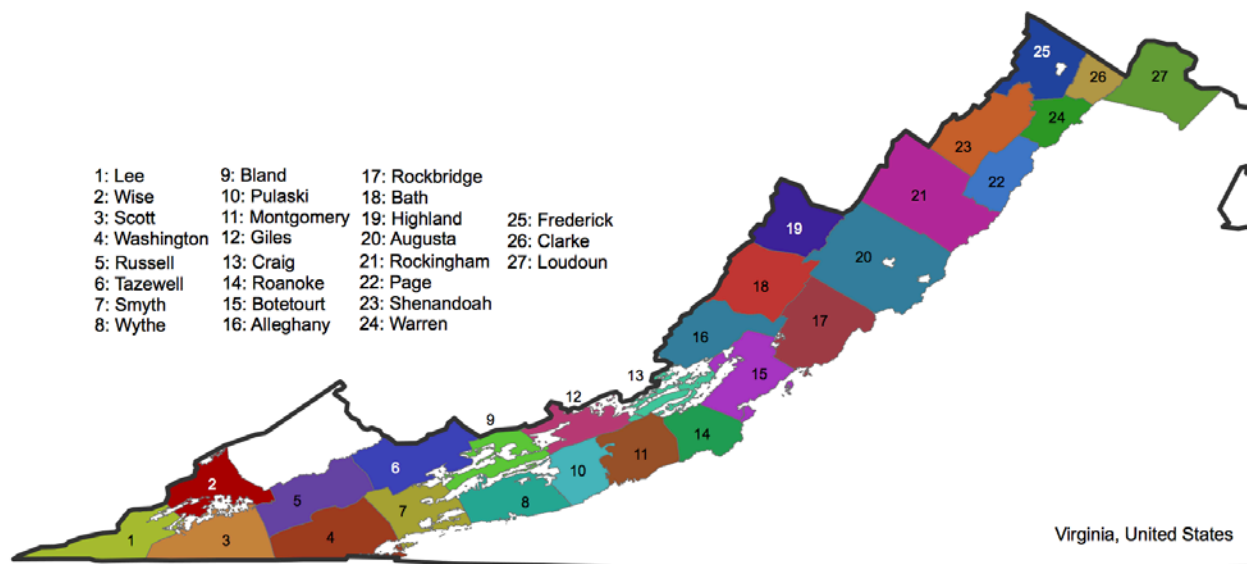 1: Lee
2: Wise
3: Scott
4: Washington
5: Russell
6: Tazewell
7: Smyth
8: Wythe
9: Bland
10: Pulaski
11: Montgomery
12: Giles
13: Craig
14: Roanoke
15: Botetourt
16: Alleghany
17: Rockbridge
18: Bath
19: Highland
20: Augusta
21: Rockingham
22: Page
23: Shenandoah
24: Warren
25: Frederick
26: Clarke
27: Loudoun
25
26
27
24
23
22
21
19
20
18
17
16
13
15
12
9
14
11
10
6
8
7
5
2
4
3
1
Virginia, United States